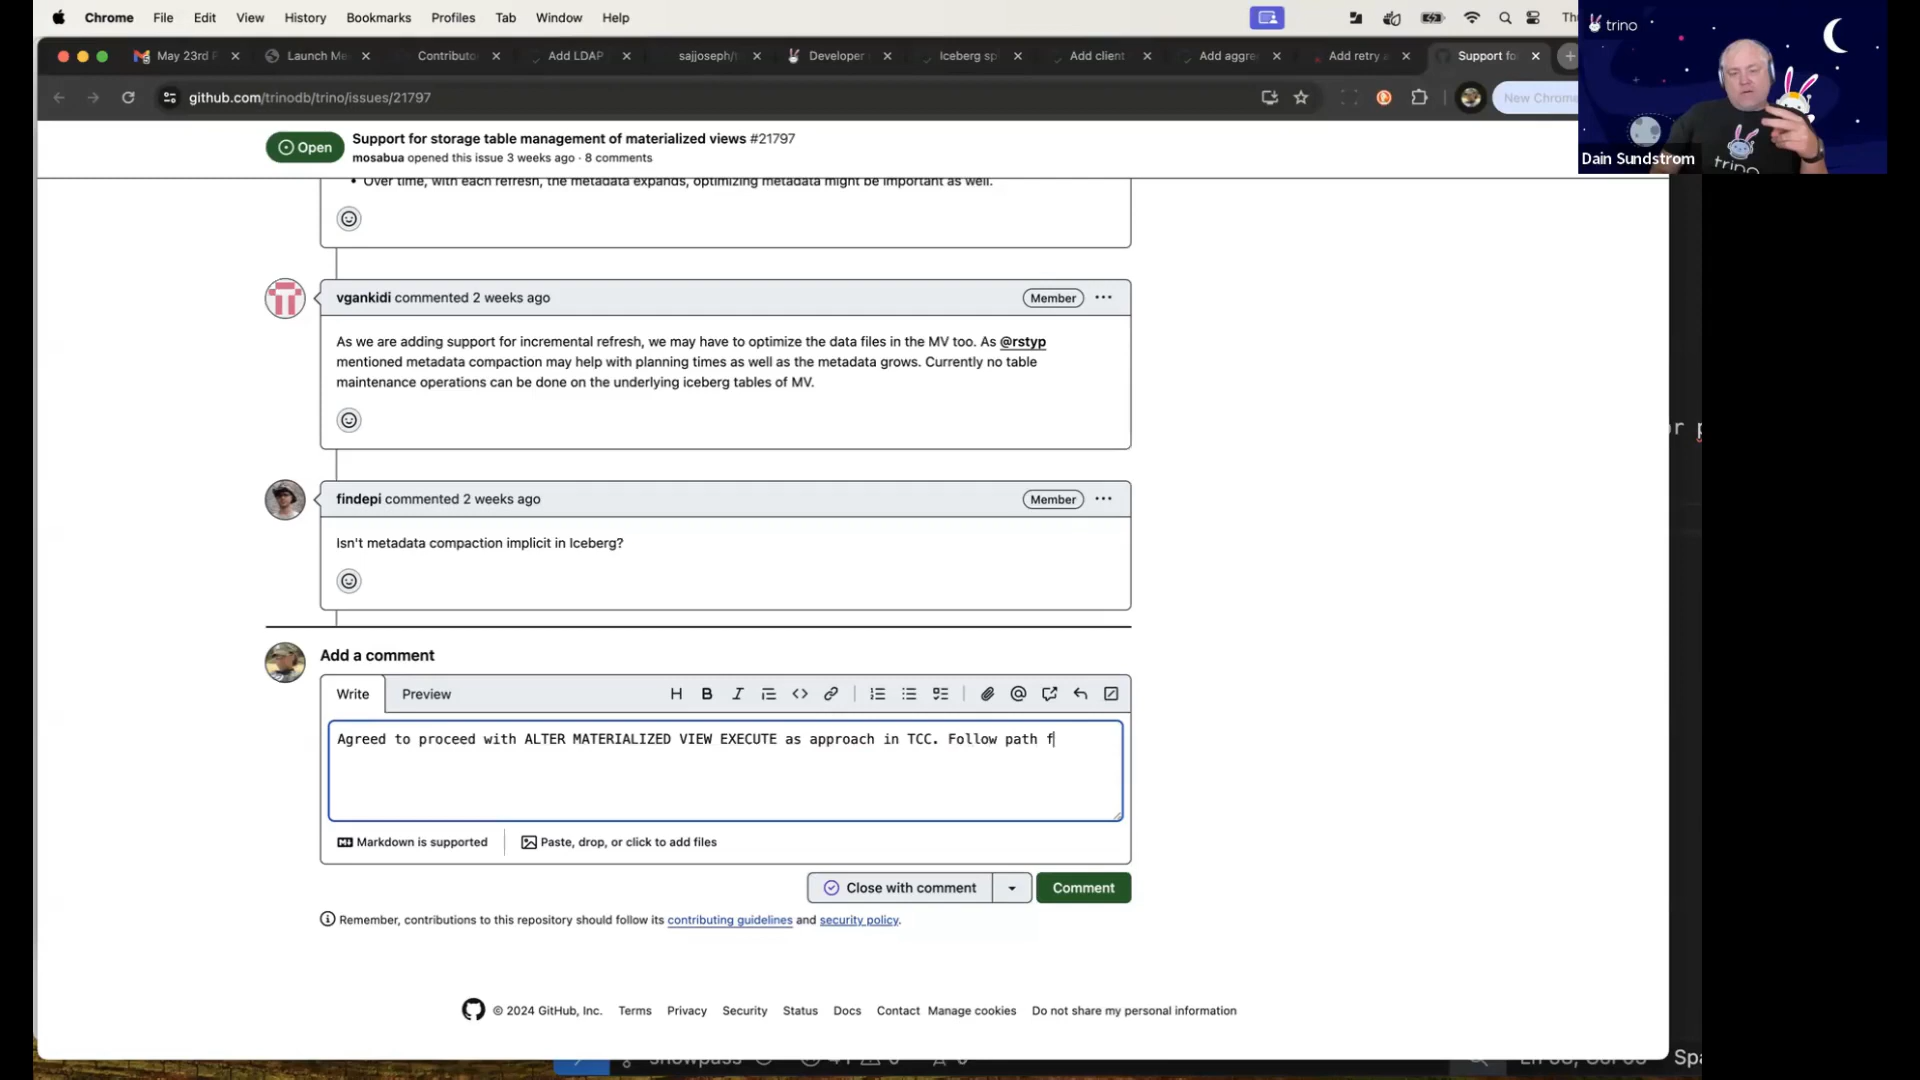 Chrome File Edit View History Bookmarks Profiles Tab Window Help
May 23rd Launch Me Contributo Add LDAP sajjoseph/t Developer Iceberg sp Add client Add aggre Add retry Support fo
github.com/trinodb/trino/issues/21797
New Chrom
trino
trino
Dain Sundstrom
Open
Support for storage table management of materialized views #21797
mosabua opened this issue 3 weeks ago · 8 comments
• Over time, with each refresh, the metadata expands, optimizing metadata might be important as well.
vgankidi commented 2 weeks ago
Member
As we are adding support for incremental refresh, we may have to optimize the data files in the MV too. As @rstyp
mentioned metadata compaction may help with planning times as well as the metadata grows. Currently no table
maintenance operations can be done on the underlying iceberg tables of MV.
findepi commented 2 weeks ago
Member
Isn't metadata compaction implicit in Iceberg?
Add a comment
Write Preview
Agreed to proceed with ALTER MATERIALIZED VIEW EXECUTE as approach in TCC. Follow path f
Markdown is supported
Paste, drop, or click to add files
Close with comment
Comment
Remember, contributions to this repository should follow its contributing guidelines and security policy.
© 2024 GitHub, Inc. Terms Privacy Security Status Docs Contact Manage cookies Do not share my personal information